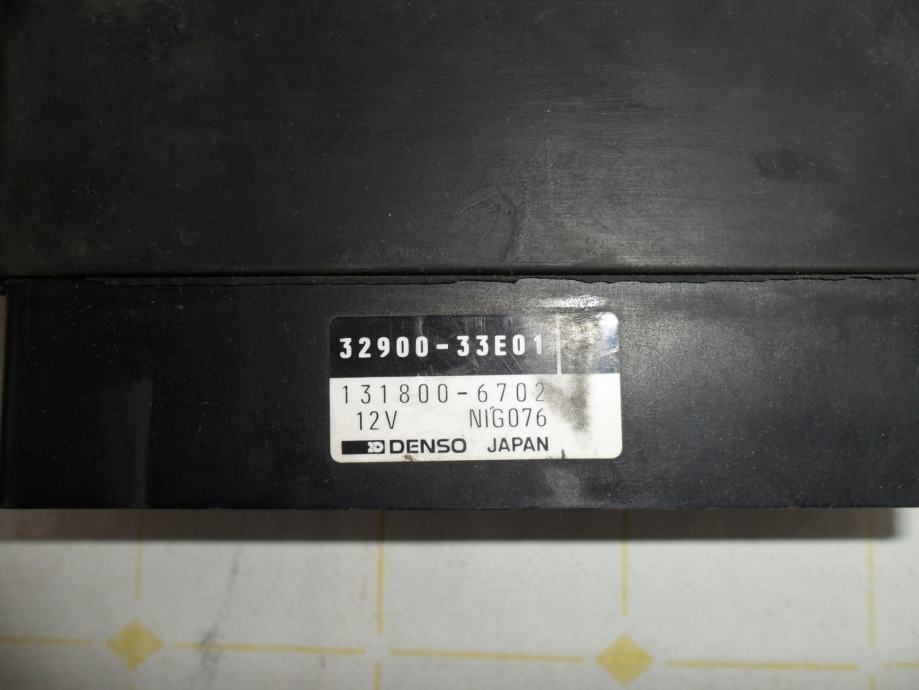 32900-33E01
131800-6702
12V NIG076
DENSO JAPAN